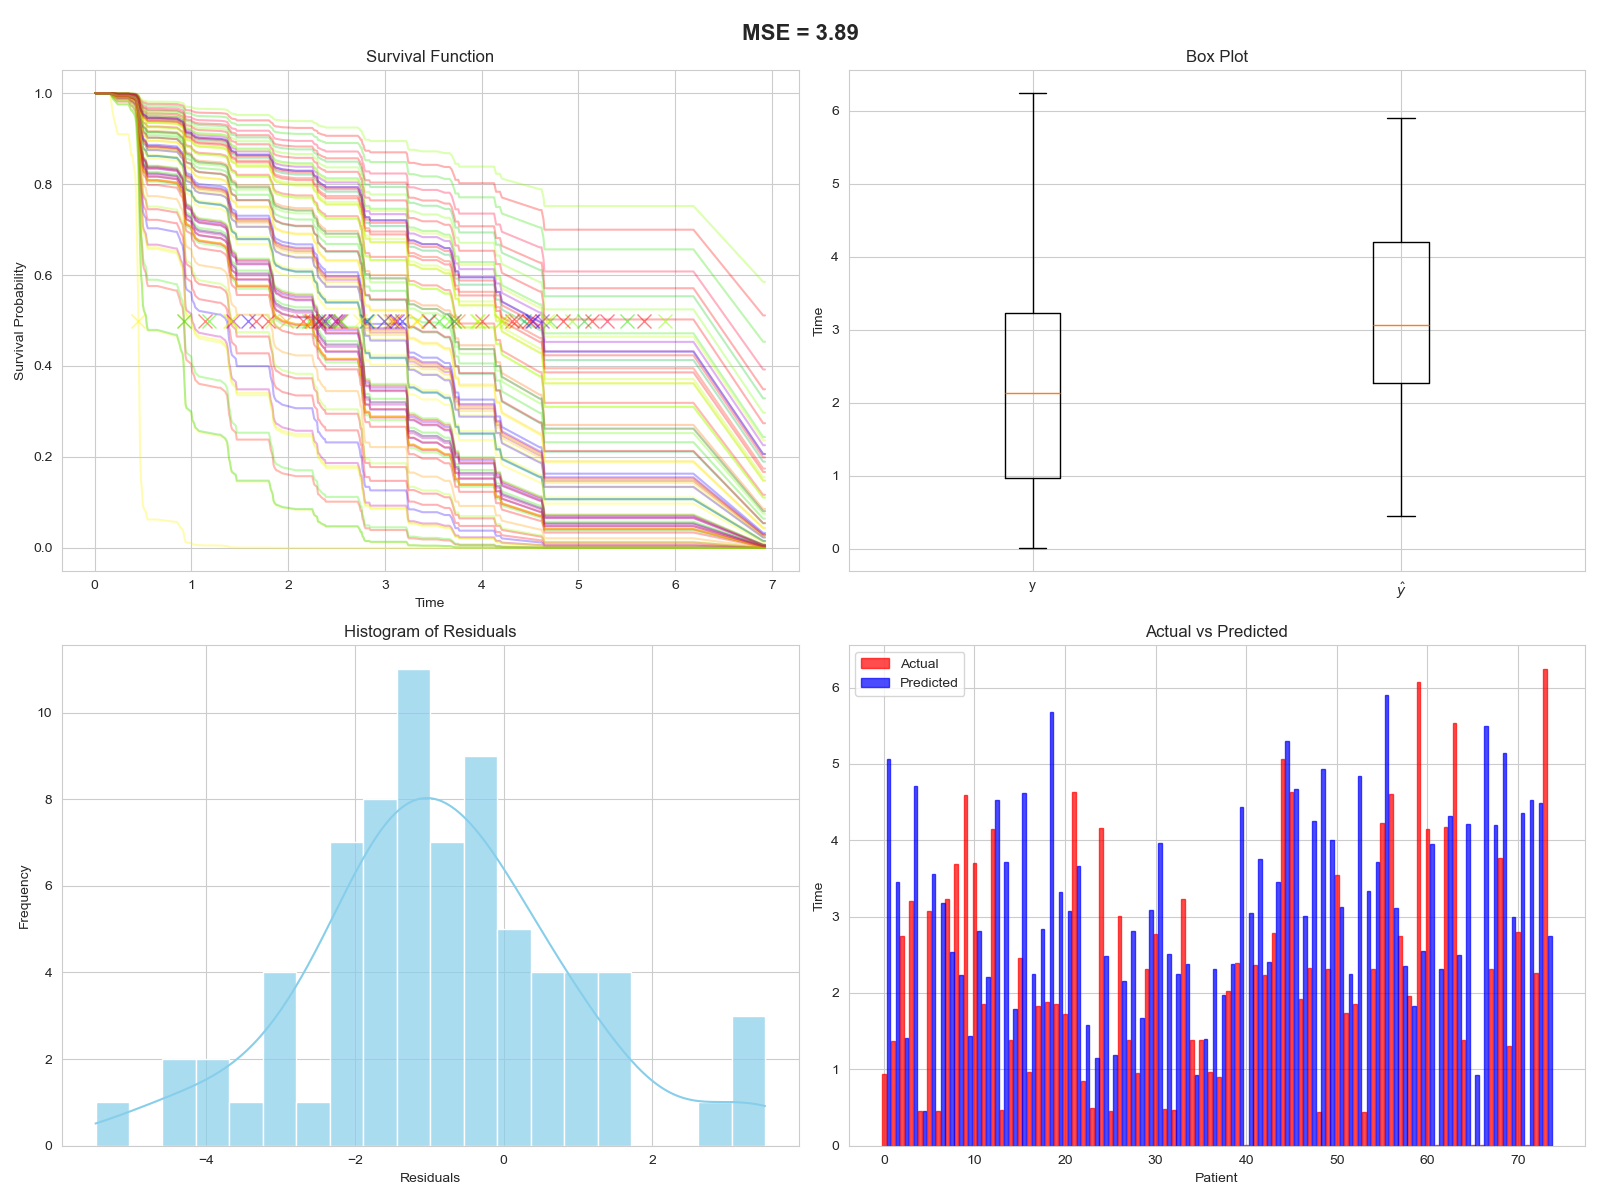 MSE = 3.89
Survival Function
1.0
0.8
0.6
0.4
0.2
0.0
Survival Probability
0 1 2 3 4 5 6 7
Time
Box Plot
6
5
4
3
2
1
0
Time
y ŷ
Histogram of Residuals
10
8
6
4
2
0
Frequency
−4 −2 0 2
Residuals
Actual vs Predicted
Actual
Predicted
6
5
4
3
2
1
0
Time
0 10 20 30 40 50 60 70
Patient